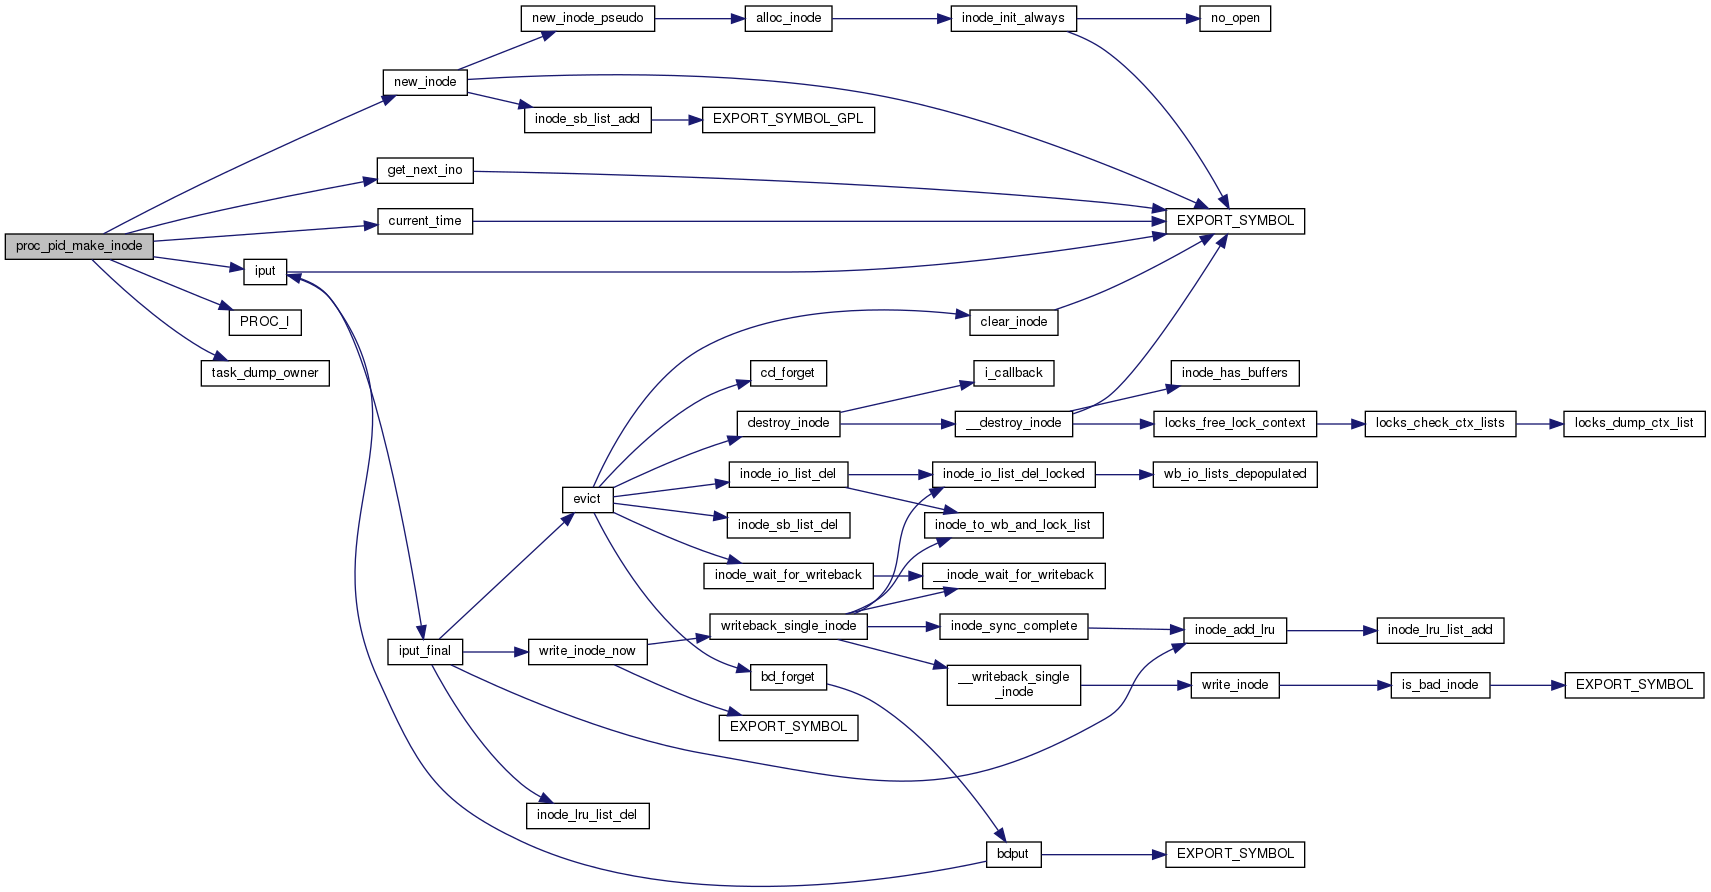 new_inode_pseudo
alloc_inode
inode_init_always
no_open
new_inode
inode_sb_list_add
EXPORT_SYMBOL_GPL
get_next_ino
current_time
EXPORT_SYMBOL
proc_pid_make_inode
iput
PROC_I
clear_inode
task_dump_owner
cd_forget
i_callback
inode_has_buffers
destroy_inode
__destroy_inode
locks_free_lock_context
locks_check_ctx_lists
locks_dump_ctx_list
inode_io_list_del
inode_io_list_del_locked
wb_io_lists_depopulated
evict
inode_sb_list_del
inode_to_wb_and_lock_list
inode_wait_for_writeback
__inode_wait_for_writeback
writeback_single_inode
inode_sync_complete
inode_add_lru
inode_lru_list_add
iput_final
write_inode_now
bd_forget
__writeback_single
_inode
write_inode
is_bad_inode
EXPORT_SYMBOL
EXPORT_SYMBOL
inode_lru_list_del
bdput
EXPORT_SYMBOL